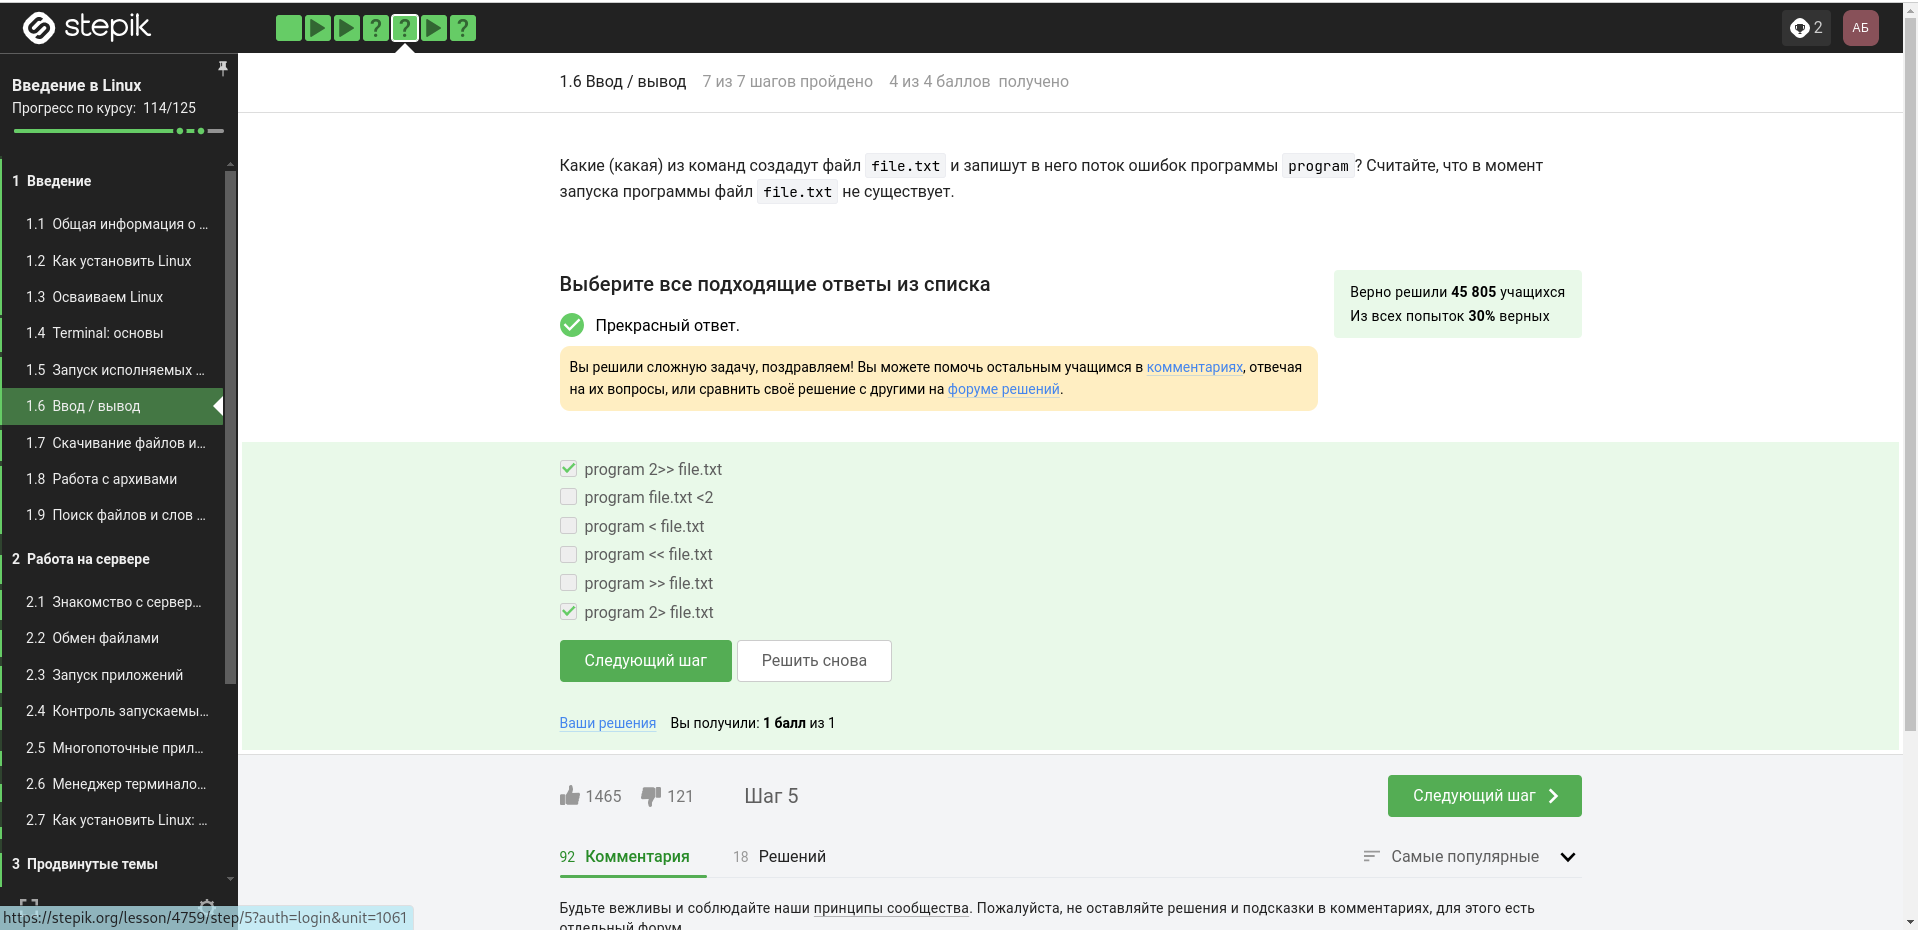 stepik
?
?
?
2
АБ
Введение в Linux
Прогресс по курсу: 114/125
1 Введение
1.1 Общая информация о ...
1.2 Как установить Linux
1.3 Осваиваем Linux
1.4 Terminal: основы
1.5 Запуск исполняемых ...
1.6 Ввод / вывод
1.7 Скачивание файлов и...
1.8 Работа с архивами
1.9 Поиск файлов и слов ...
2 Работа на сервере
2.1 Знакомство с сервер...
2.2 Обмен файлами
2.3 Запуск приложений
2.4 Контроль запускаемы...
2.5 Многопоточные прил...
2.6 Менеджер терминало...
2.7 Как установить Linux: ...
3 Продвинутые темы
https://stepik.org/lesson/4759/step/5?auth=login&unit=1061
1.6 Ввод / вывод 7 из 7 шагов пройдено 4 из 4 баллов получено
Какие (какая) из команд создадут файл file.txt и запишут в него поток ошибок программы program? Считайте, что в момент
запуска программы файл file.txt не существует.
Выберите все подходящие ответы из списка
Прекрасный ответ.
Вы решили сложную задачу, поздравляем! Вы можете помочь остальным учащимся в комментариях, отвечая
на их вопросы, или сравнить своё решение с другими на форуме решений.
Верно решили 45 805 учащихся
Из всех попыток 30% верных
program 2>> file.txt
program file.txt <2
program < file.txt
program << file.txt
program >> file.txt
program 2> file.txt
Следующий шаг Решить снова
Ваши решения Вы получили: 1 балл из 1
1465 121 Шаг 5 Следующий шаг
92 Комментария 18 Решений Самые популярные
Будьте вежливы и соблюдайте наши принципы сообщества. Пожалуйста, не оставляйте решения и подсказки в комментариях, для этого есть
отдельный форум.